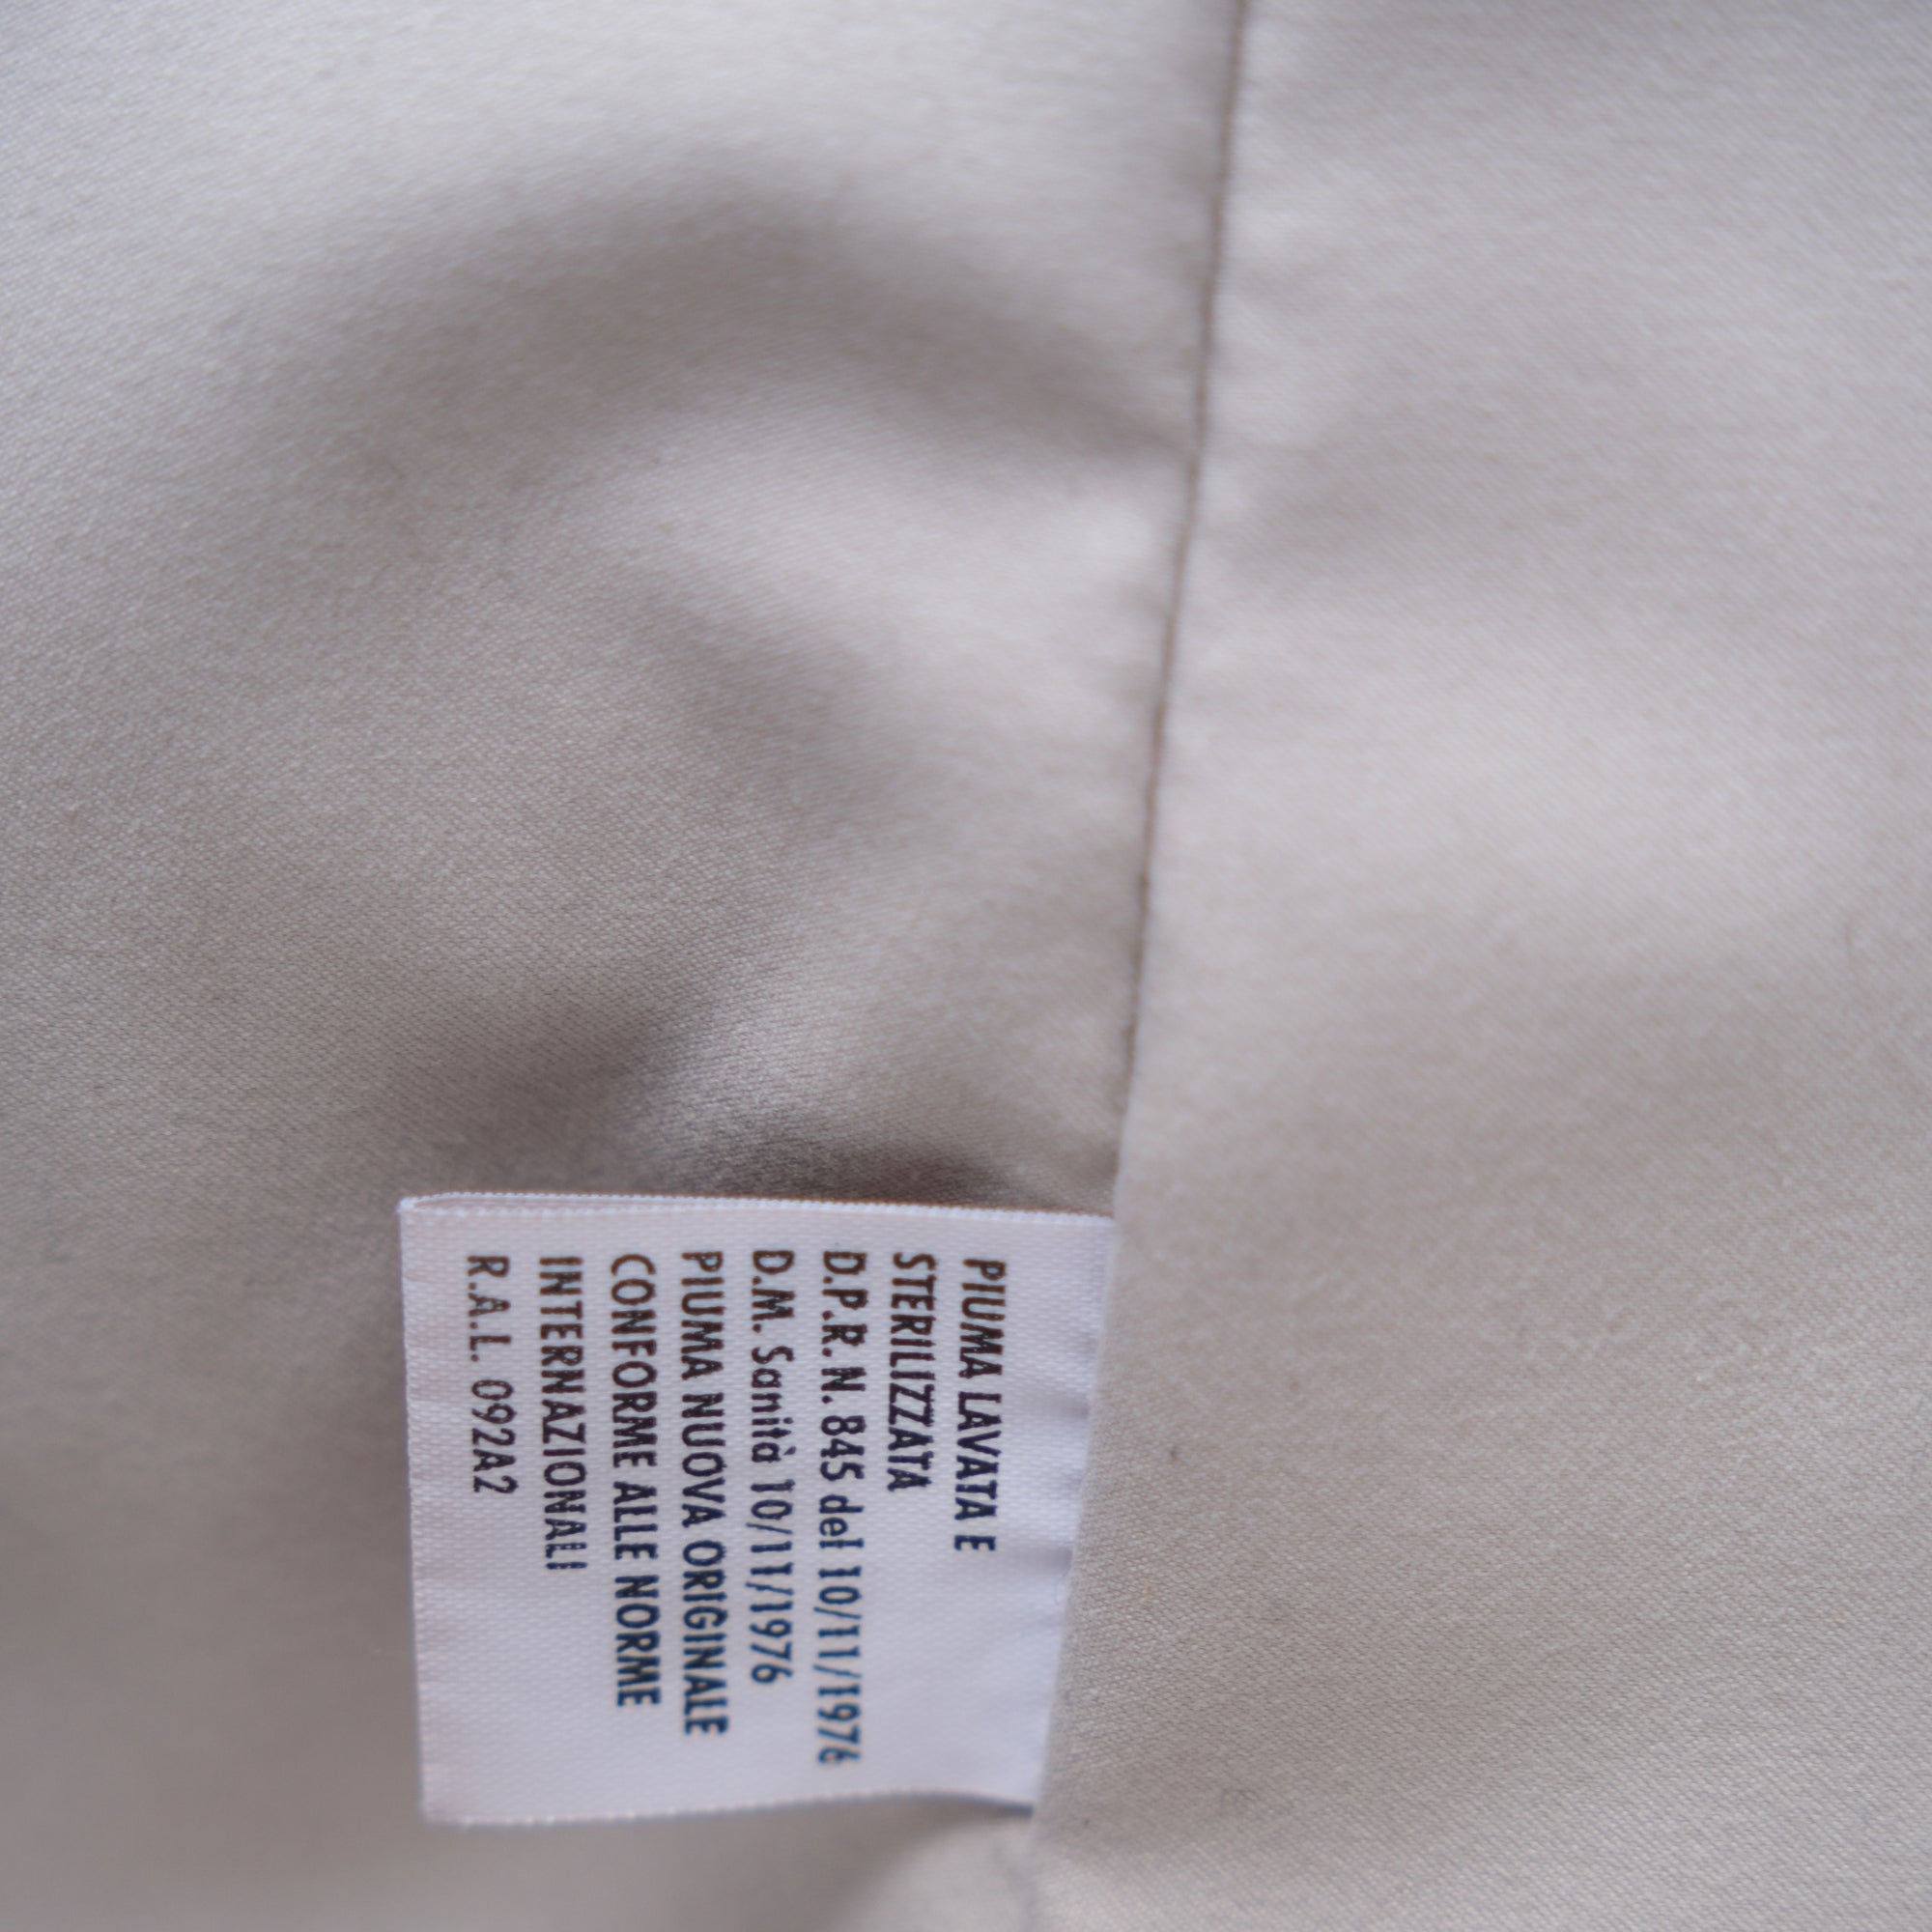 PIUMA LAVATA E
STERILIZZATA
D.P.R. N. 845 del 10/11/1976
D.M. Sanità 10/11/1976
PIUMA NUOVA ORIGINALE
CONFORME ALLE NORME
INTERNAZIONALI
R.A.L. 092A2